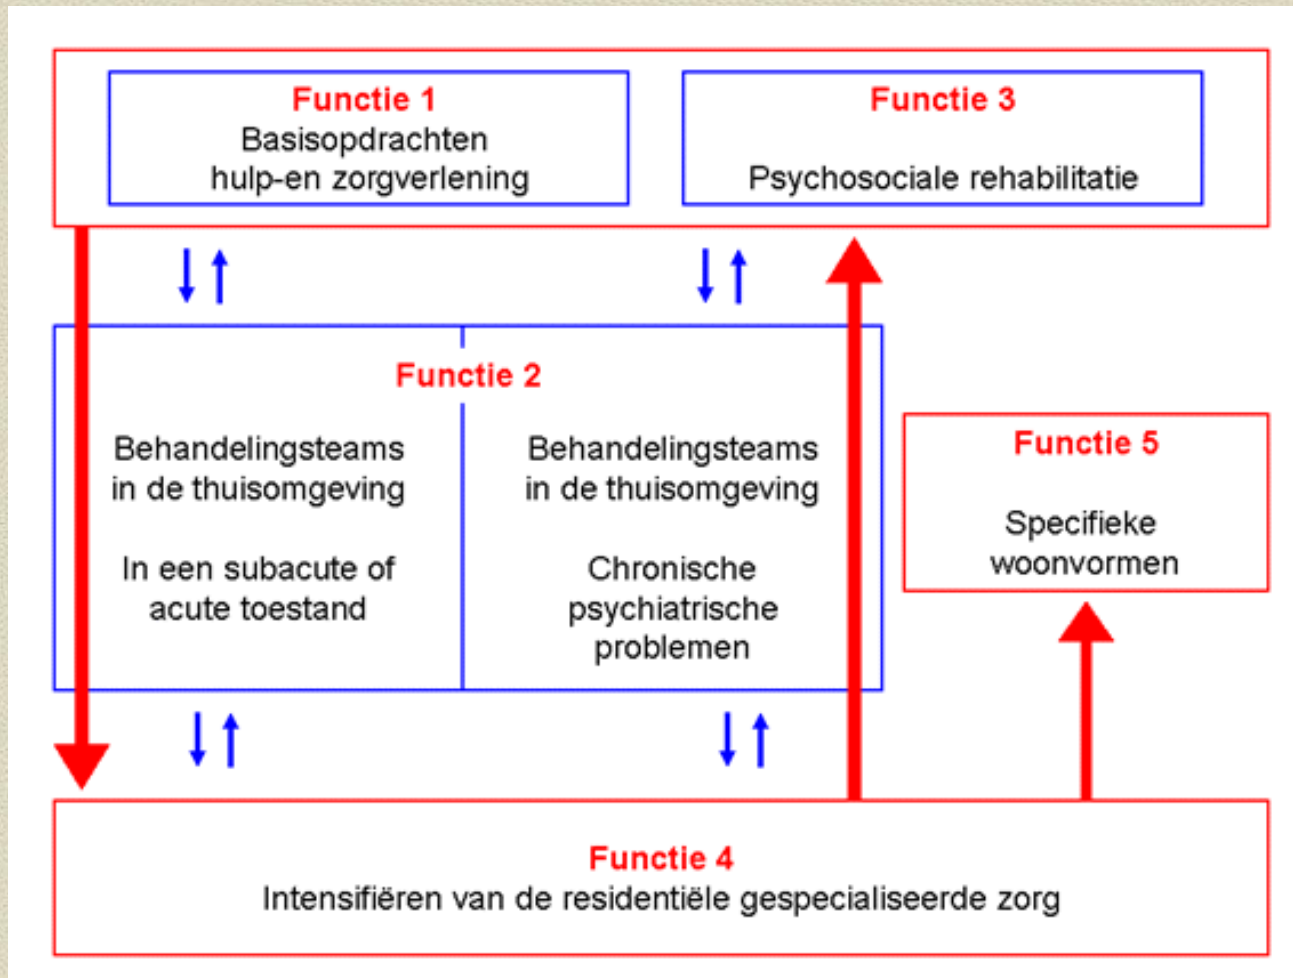 Functie 1
Basisopdrachten
hulp-en zorgverlening
Functie 3
Psychosociale rehabilitatie
Functie 2
Behandelingsteams
in de thuisomgeving
In een subacute of
acute toestand
Behandelingsteams
in de thuisomgeving
Chronische
psychiatrische
problemen
Functie 5
Specifieke
woonvormen
Functie 4
Intensifiëren van de residentiële gespecialiseerde zorg